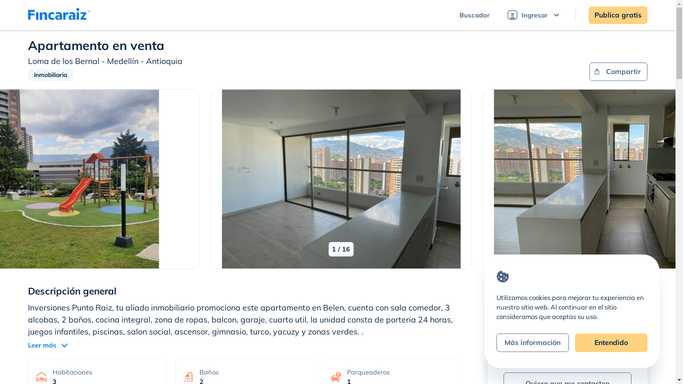 Fincaraiz
Buscador
Ingresar
Publica gratis
Apartamento en venta
Loma de los Bernal - Medellín - Antioquia
Inmobiliaria
Compartir
1 / 16
Descripción general
Inversiones Punto Raiz, tu aliado inmobiliario promociona este apartamento en Belen, cuenta con sala comedor, 3
alcobas, 2 baños, cocina integral, zona de ropas, balcon, garaje, cuarto util, la unidad consta de porteria 24 horas,
juegos infantiles, piscinas, salon social, ascensor, gimnasio, turco, yacuzy y zonas verdes. .
Leer más
Habitaciones
3
Baños
2
Parqueaderos
1
Utilizamos cookies para mejorar tu experiencia en
nuestro sitio web. Al continuar en el sitio
consideramos que aceptas su uso.
Más información
Entendido
Quiero que me contacten